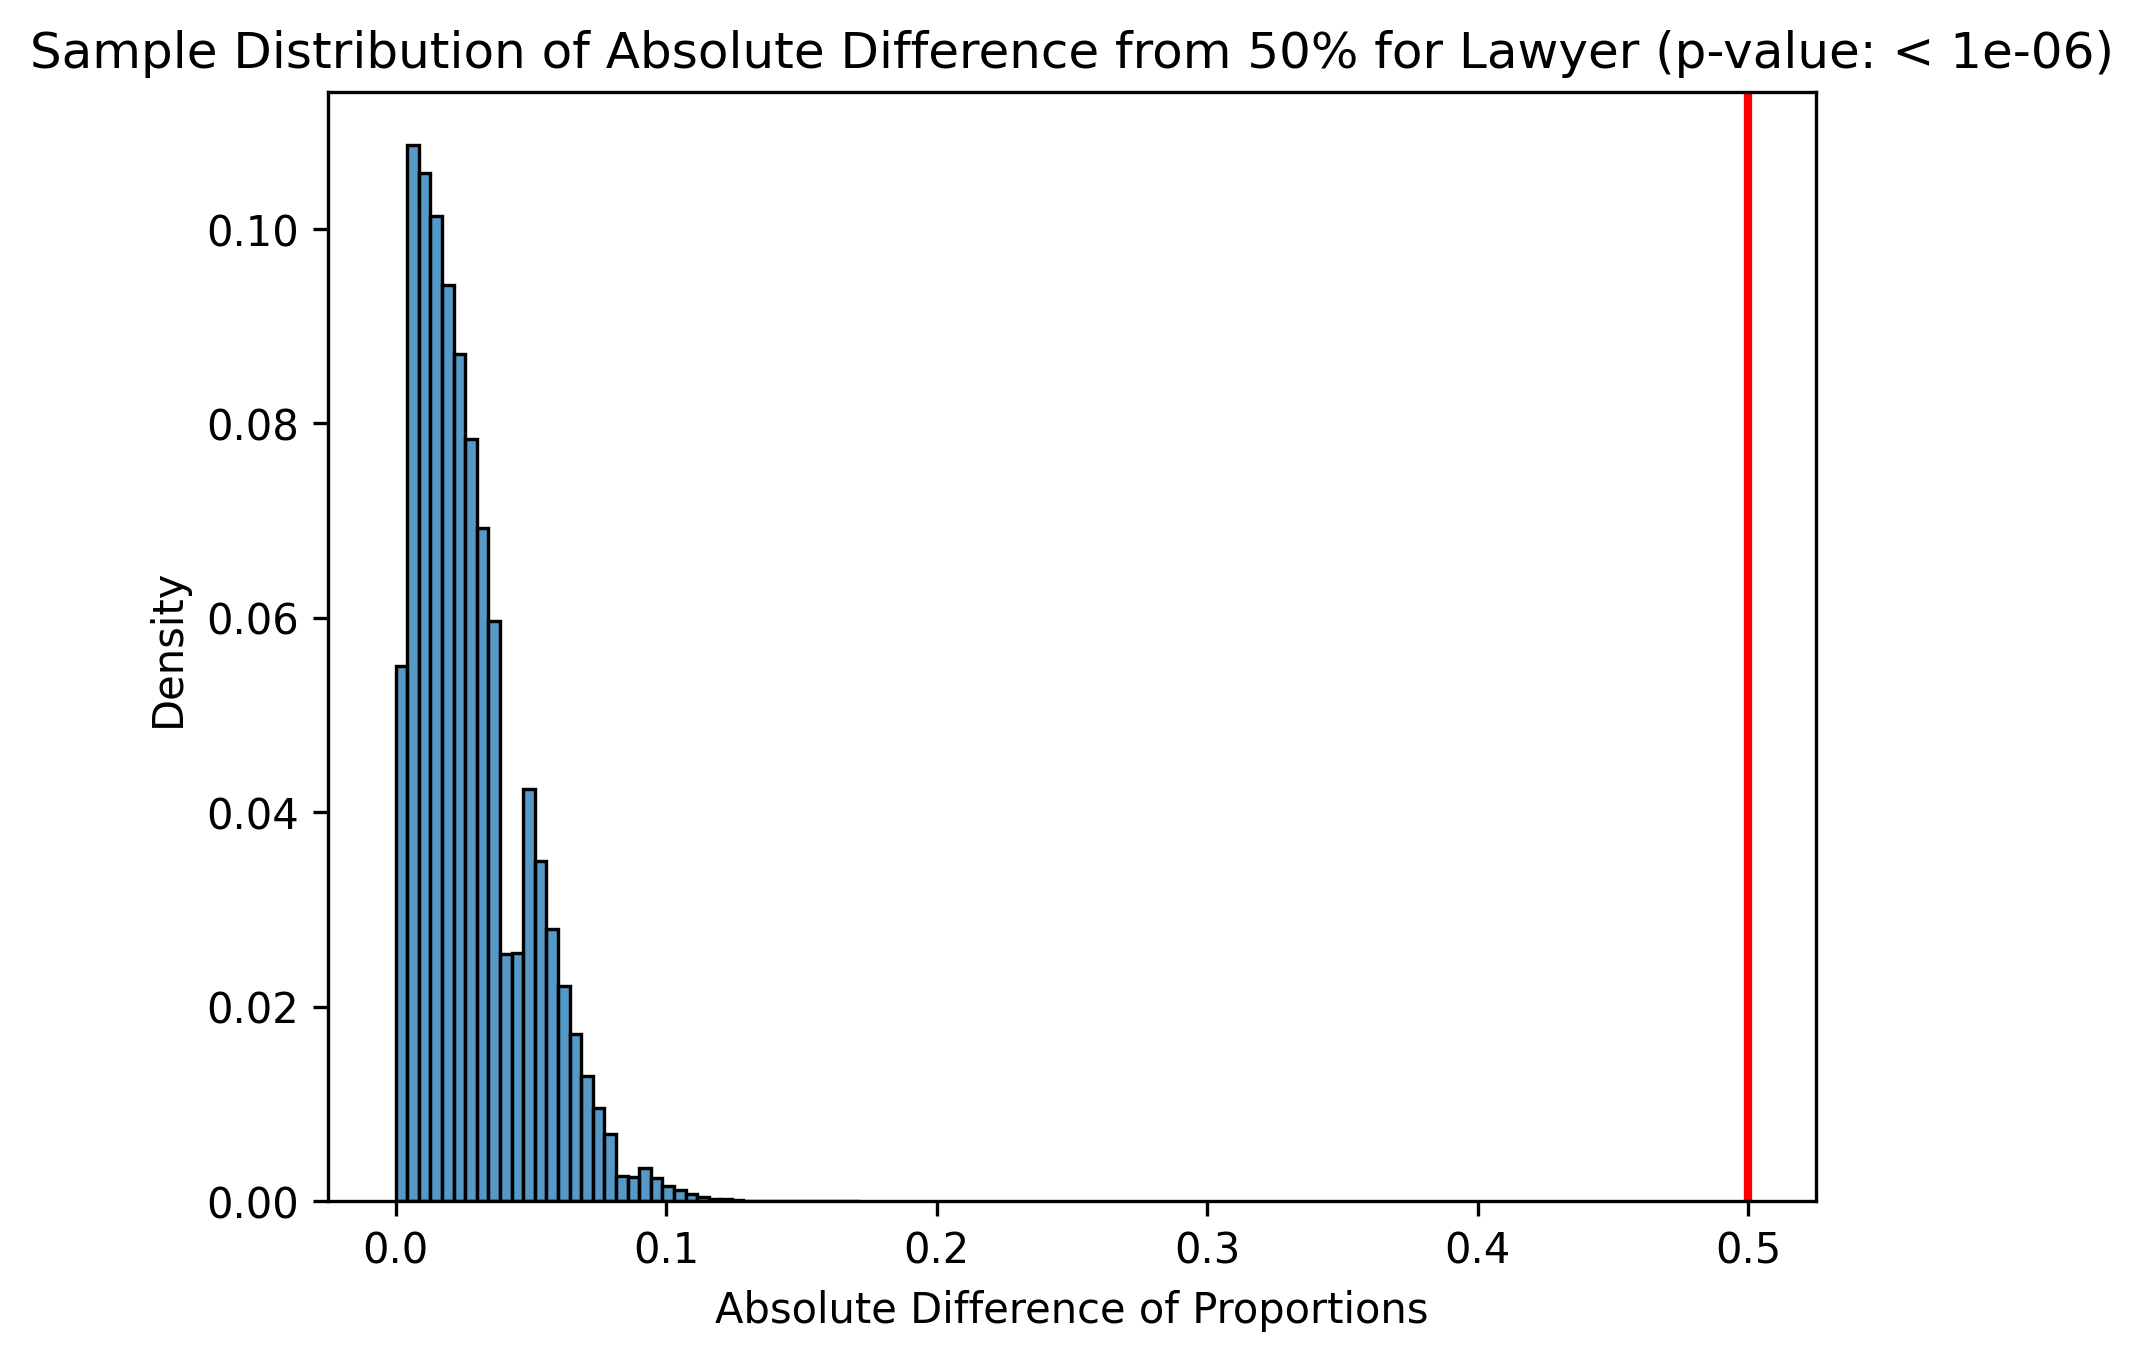 Sample Distribution of Absolute Difference from 50% for Lawyer (p-value: < 1e-06)
Density
0.10
0.08
0.06
0.04
0.02
0.00
0.0 0.1 0.2 0.3 0.4 0.5
Absolute Difference of Proportions